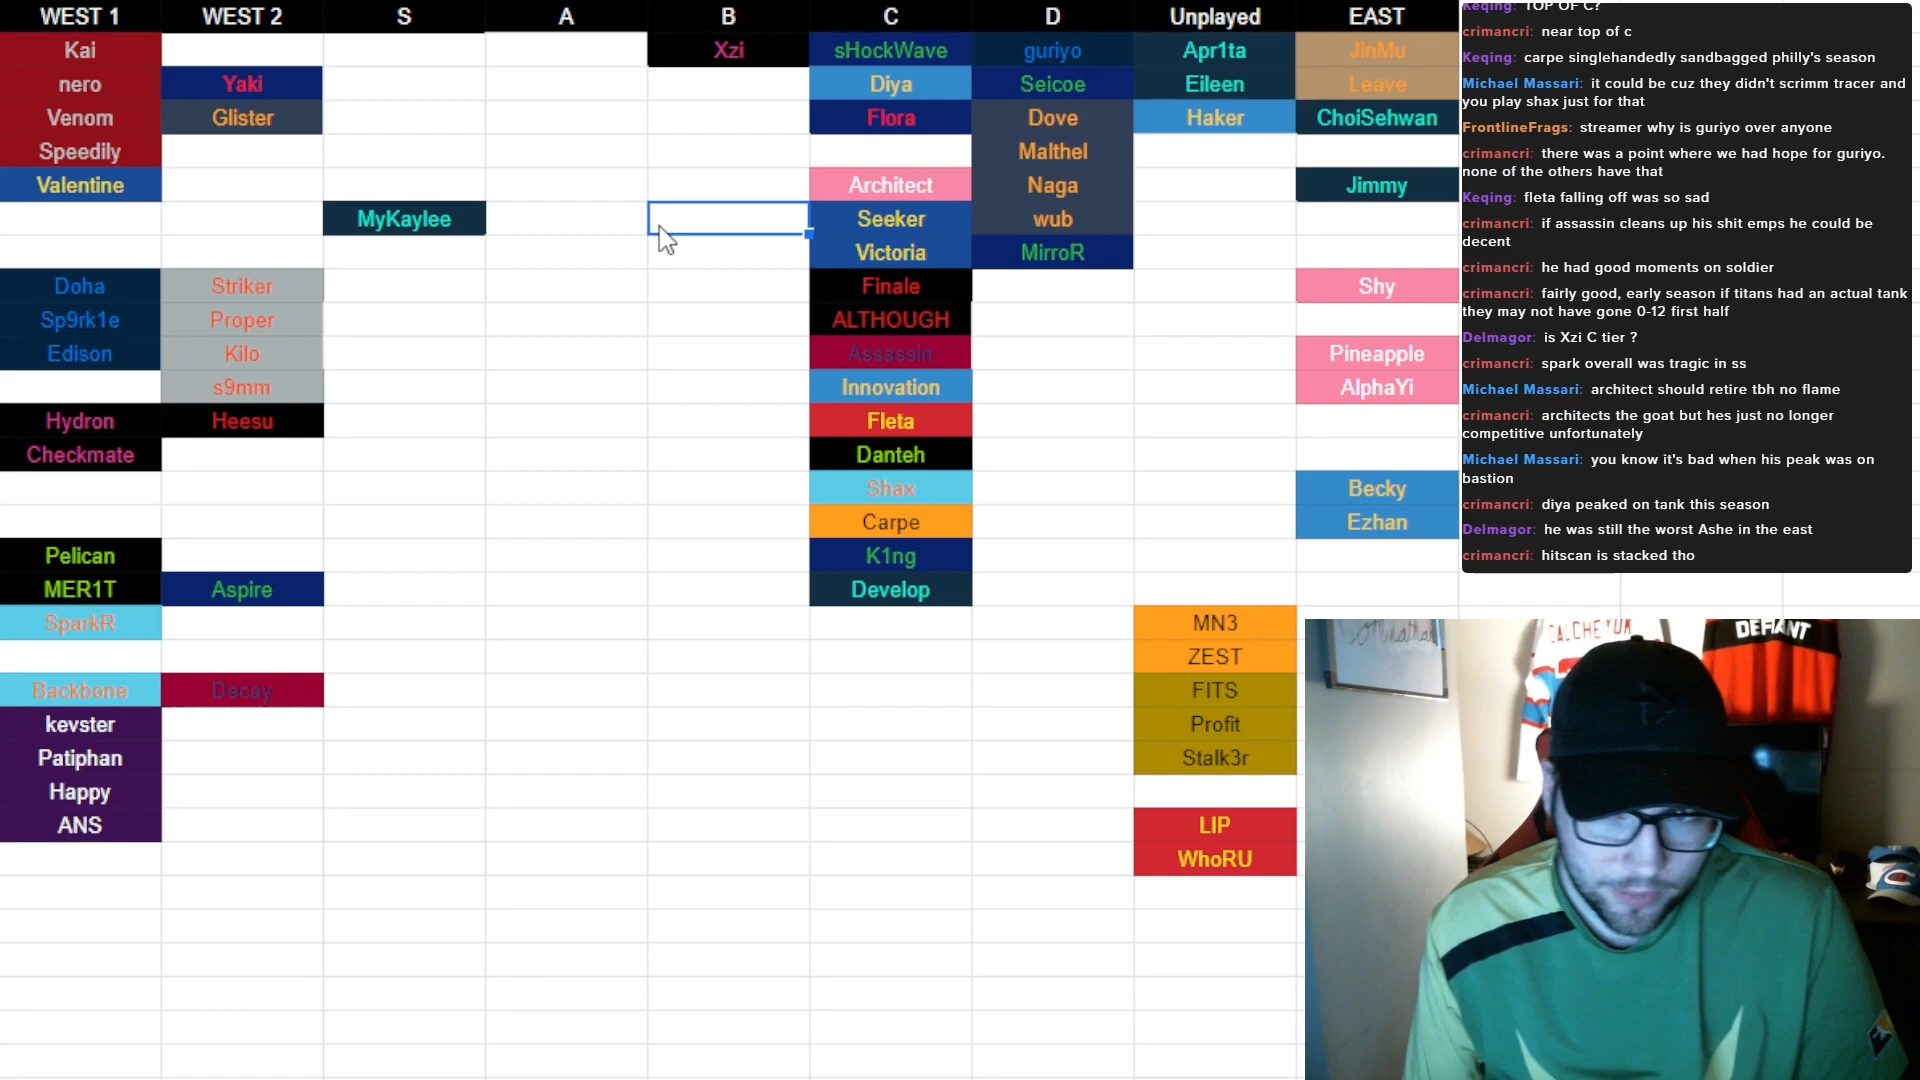 WEST 1 WEST 2 S A B C D Unplayed EAST
Kai Xzi sHockWave guriyo Apr1ta JinMu
nero Yaki Diya Seicoe Eileen Leave
Venom Glister Flora Dove Haker ChoiSehwan
Speedily Malthel
Valentine Architect Naga Jimmy
MyKaylee Seeker wub
Victoria MirroR
Doha Striker Finale Shy
Sp9rk1e Proper ALTHOUGH
Edison Kilo Assassin Pineapple
s9mm Innovation AlphaYi
Hydron Heesu Fleta
Checkmate Danteh
Shax Becky
Carpe Ezhan
Pelican K1ng
MER1T Aspire Develop
SparkR MN3
ZEST
Backbone Decay FITS
kevster Profit
Patiphan Stalk3r
Happy
ANS LIP
WhoRU
Keqing: TOP OF C?
crimancri: near top of c
Keqing: carpe singlehandedly sandbagged philly's season
Michael Massari: it could be cuz they didn't scrimm tracer and
you play shax just for that
FrontlineFrags: streamer why is guriyo over anyone
crimancri: there was a point where we had hope for guriyo.
none of the others have that
Keqing: fleta falling off was so sad
crimancri: if assassin cleans up his shit emps he could be
decent
crimancri: he had good moments on soldier
crimancri: fairly good, early season if titans had an actual tank
they may not have gone 0-12 first half
Delmagor: is Xzi C tier ?
crimancri: spark overall was tragic in ss
Michael Massari: architect should retire tbh no flame
crimancri: architects the goat but hes just no longer
competitive unfortunately
Michael Massari: you know it's bad when his peak was on
bastion
crimancri: diya peaked on tank this season
Delmagor: he was still the worst Ashe in the east
crimancri: hitscan is stacked tho
DEFIANT